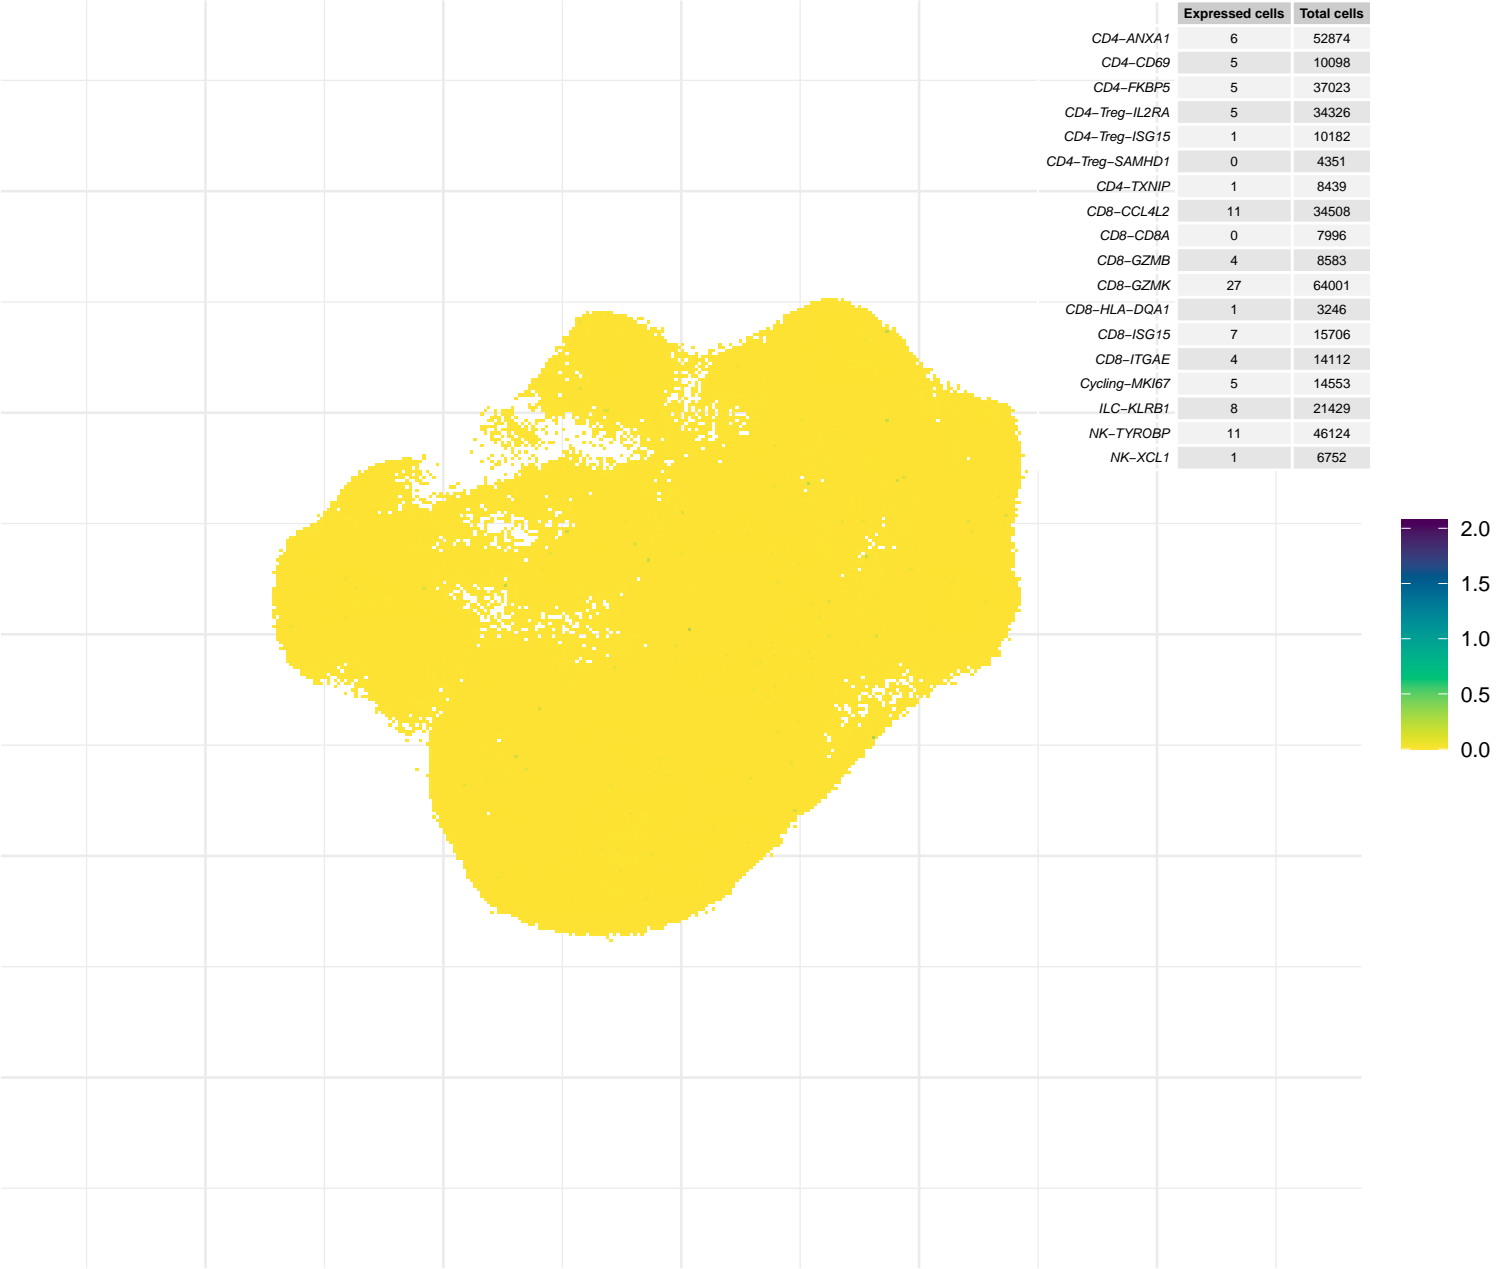 Expressed cells Total cells
CD4−ANXA1 6 52874
CD4−CD69 5 10098
CD4−FKBP5 5 37023
CD4−Treg−IL2RA 5 34326
CD4−Treg−ISG15 1 10182
CD4−Treg−SAMHD1 0 4351
CD4−TXNIP 1 8439
CD8−CCL4L2 11 34508
CD8−CD8A 0 7996
CD8−GZMB 4 8583
CD8−GZMK 27 64001
CD8−HLA−DQA1 1 3246
CD8−ISG15 7 15706
CD8−ITGAE 4 14112
Cycling−MKI67 5 14553
ILC−KLRB1 8 21429
NK−TYROBP 11 46124
NK−XCL1 1 6752
2.0
1.5
1.0
0.5
0.0